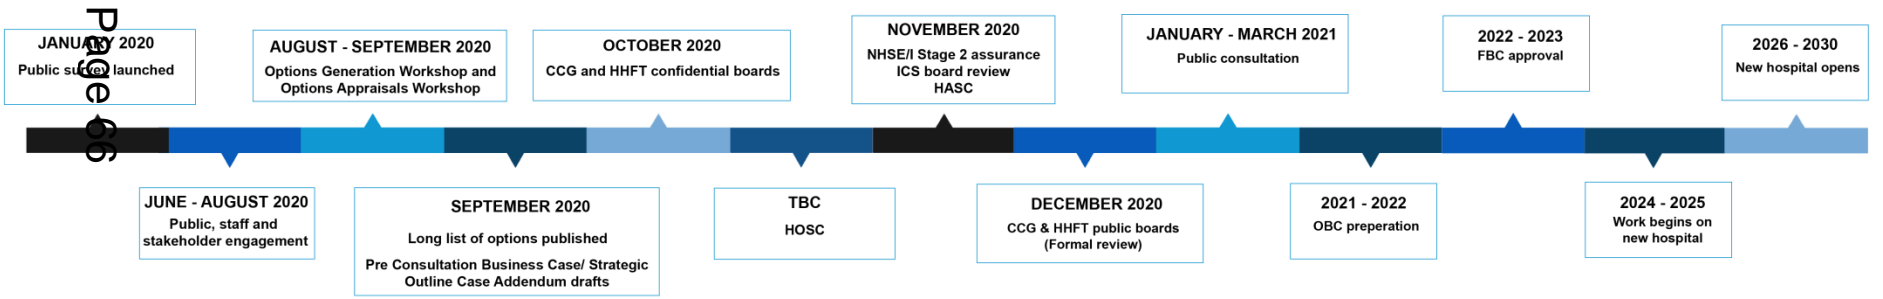 Page 66
JANUARY 2020
Public survey launched
JUNE - AUGUST 2020
Public, staff and
stakeholder engagement
AUGUST - SEPTEMBER 2020
Options Generation Workshop and
Options Appraisals Workshop
SEPTEMBER 2020
Long list of options published
Pre Consultation Business Case/ Strategic
Outline Case Addendum drafts
OCTOBER 2020
CCG and HHFT confidential boards
TBC
HOSC
NOVEMBER 2020
NHSE/I Stage 2 assurance
ICS board review
HASC
DECEMBER 2020
CCG & HHFT public boards
(Formal review)
JANUARY - MARCH 2021
Public consultation
2021 - 2022
OBC preperation
2022 - 2023
FBC approval
2024 - 2025
Work begins on
new hospital
2026 - 2030
New hospital opens